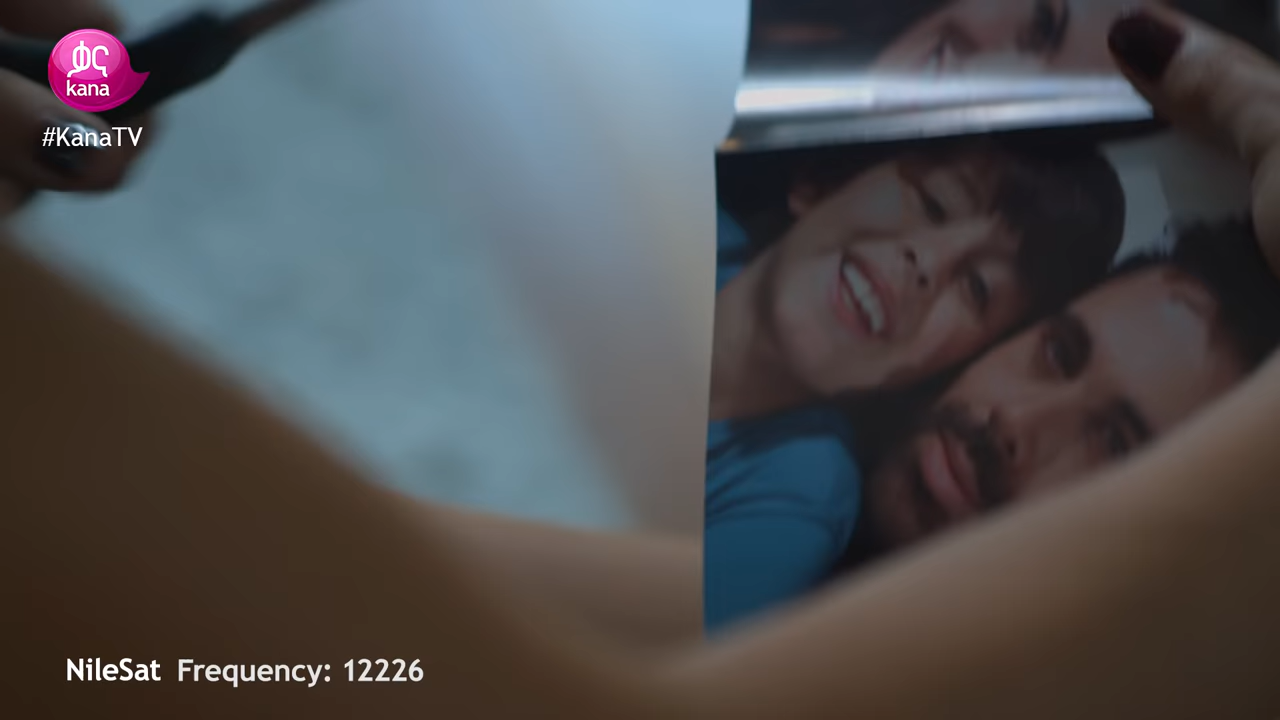 ቃና
kana
#KanaTV
NileSat Frequency: 12226